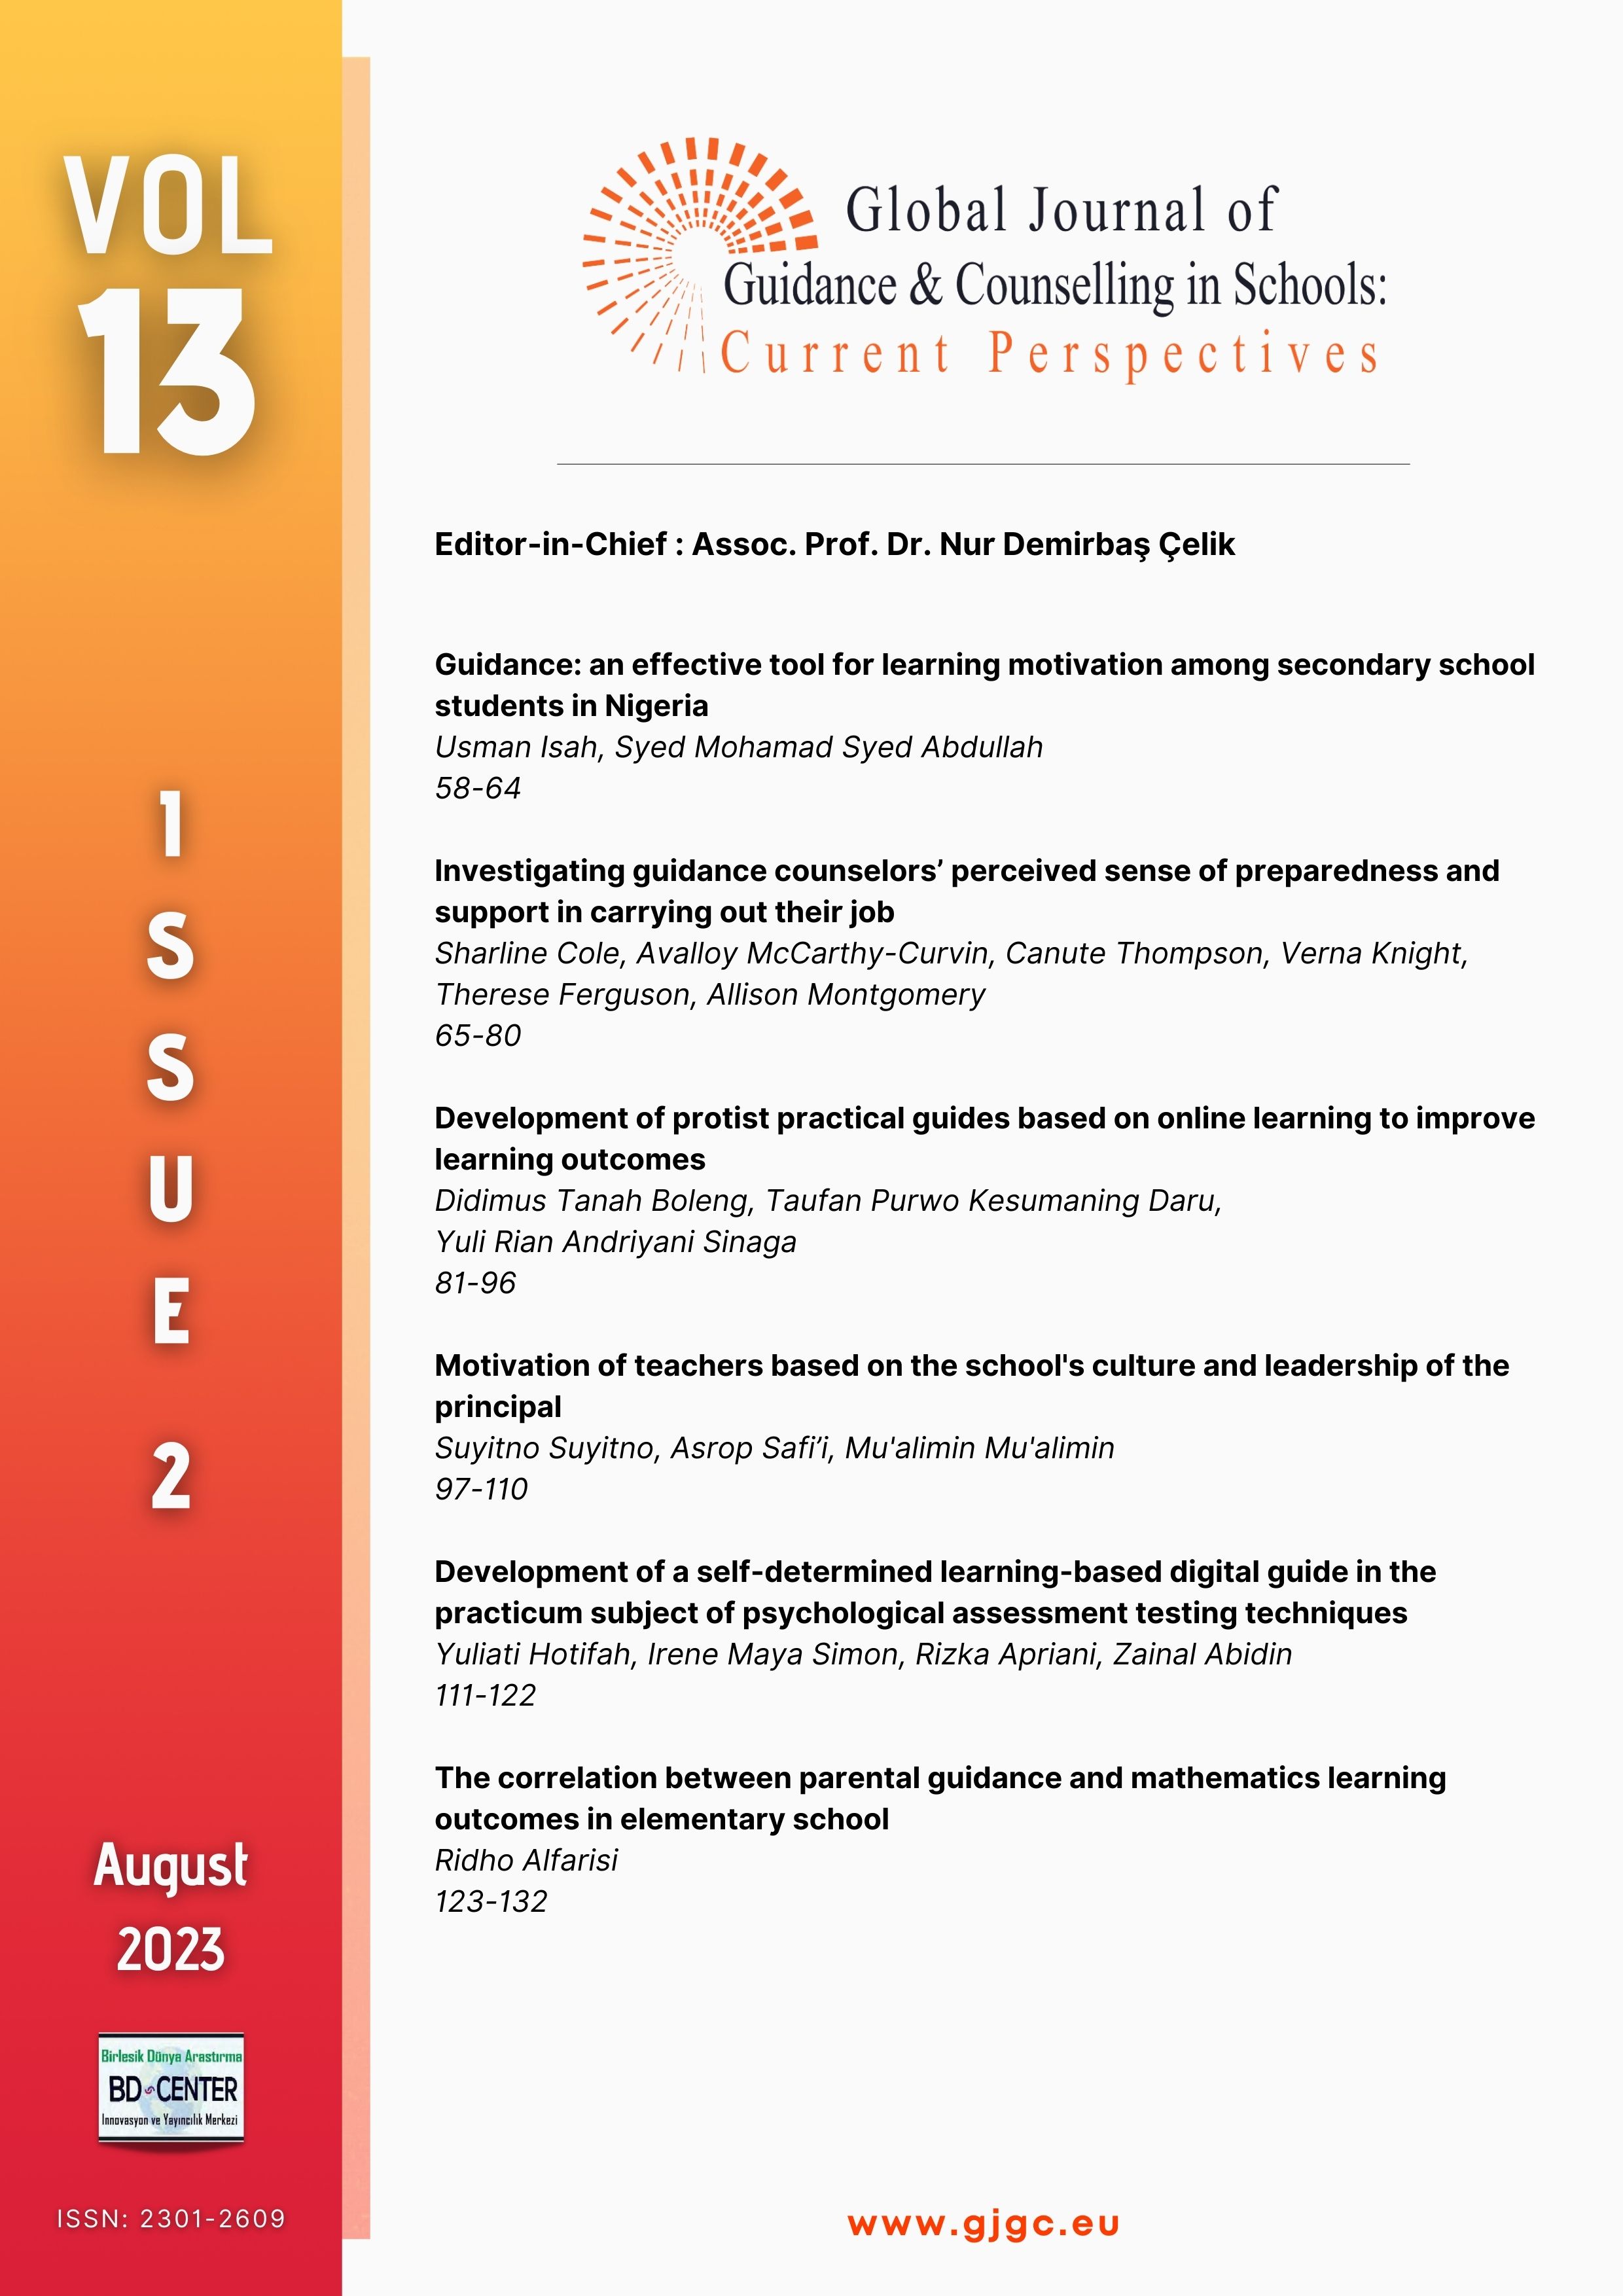 VOL
13
ISSUE
2
August
2023
Birlesik Dünya Arastırma
BD CENTER
Innovasyon ve Yayıncılık Merkezi
ISSN: 2301-2609
Global Journal of
Guidance & Counselling in Schools:
Current Perspectives
Editor-in-Chief : Assoc. Prof. Dr. Nur Demirbaş Çelik
Guidance: an effective tool for learning motivation among secondary school
students in Nigeria
Usman Isah, Syed Mohamad Syed Abdullah
58-64
Investigating guidance counselors’ perceived sense of preparedness and
support in carrying out their job
Sharline Cole, Avalloy McCarthy-Curvin, Canute Thompson, Verna Knight,
Therese Ferguson, Allison Montgomery
65-80
Development of protist practical guides based on online learning to improve
learning outcomes
Didimus Tanah Boleng, Taufan Purwo Kesumaning Daru,
Yuli Rian Andriyani Sinaga
81-96
Motivation of teachers based on the school's culture and leadership of the
principal
Suyitno Suyitno, Asrop Safi’i, Mu'alimin Mu'alimin
97-110
Development of a self-determined learning-based digital guide in the
practicum subject of psychological assessment testing techniques
Yuliati Hotifah, Irene Maya Simon, Rizka Apriani, Zainal Abidin
111-122
The correlation between parental guidance and mathematics learning
outcomes in elementary school
Ridho Alfarisi
123-132
www.gjgc.eu